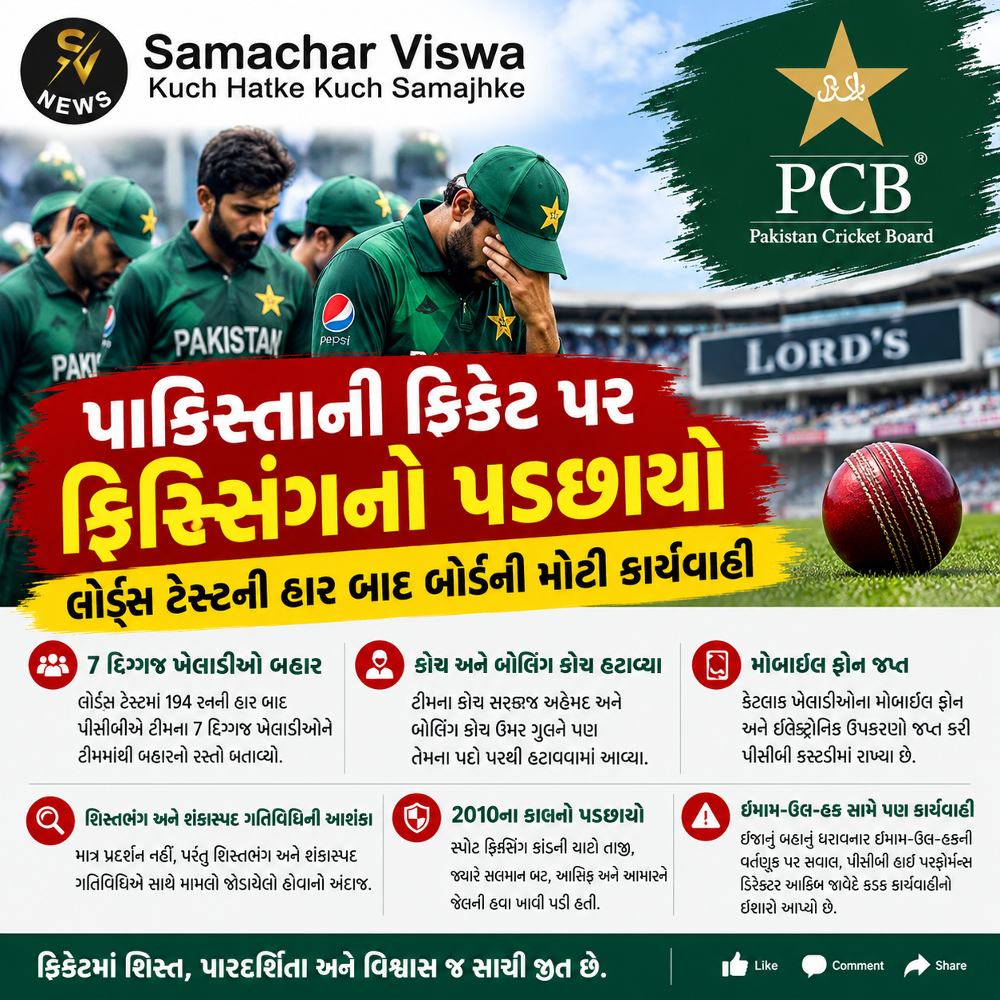 SV NEWS
Samachar Viswa
Kuch Hatke Kuch Samajhke
PCB®
Pakistan Cricket Board
LORD'S
PAKISTAN
pepsi
પાકિસ્તાની ક્રિકેટ પર
ફિક્સિંગનો પડછાયો
લોર્ડ્સ ટેસ્ટની હાર બાદ બોર્ડની મોટી કાર્યવાહી
7 દિગ્ગજ ખેલાડીઓ બહાર
લોર્ડ્સ ટેસ્ટમાં 194 રનની હાર બાદ
પીસીબીએ ટીમના 7 દિગ્ગજ ખેલાડીઓને
ટીમમાંથી બહારનો રસ્તો બતાવ્યો.
કોચ અને બોલિંગ કોચ હટાવ્યા
ટીમના કોચ સરફરાજ અહેમદ અને
બોલિંગ કોચ ઉમર ગુલને પણ
તેમના પદો પરથી હટાવવામાં આવ્યા.
મોબાઈલ ફોન જપ્ત
કેટલાક ખેલાડીઓના મોબાઈલ ફોન
અને ઈલેક્ટ્રોનિક ઉપકરણો જપ્ત કરી
પીસીબી કસ્ટડીમાં રાખ્યા છે.
શિસ્તભંગ અને શંકાસ્પદ ગતિવિધિની આશંકા
માત્ર પ્રદર્શન નહીં, પરંતુ શિસ્તભંગ અને શંકાસ્પદ
ગતિવિધિએ સાથે મામલો જોડાયેલો હોવાનો અંદાજ.
2010ના કાલનો પડછાયો
સ્પોટ ફિક્સિંગ કાંડની યાટો તાજી,
જ્યારે સલમાન બટ, આસિફ અને આમારને
જેલની હવા ખાવી પડી હતી.
ઈમામ-ઉલ-હક સામે પણ કાર્યવાહી
ઈજાનું બહાનું ધરાવનાર ઈમામ-ઉલ-હકની
વર્તણૂક પર સવાલ, પીસીબી હાઈ પરફોર્મન્સ
ડિરેક્ટર આકિબ જાવેદે કડક કાર્યવાહીનો
ઈશારો આપ્યો છે.
ક્રિકેટમાં શિસ્ત, પારદર્શિતા અને વિશ્વાસ જ સાચી જીત છે.
Like
Comment
Share